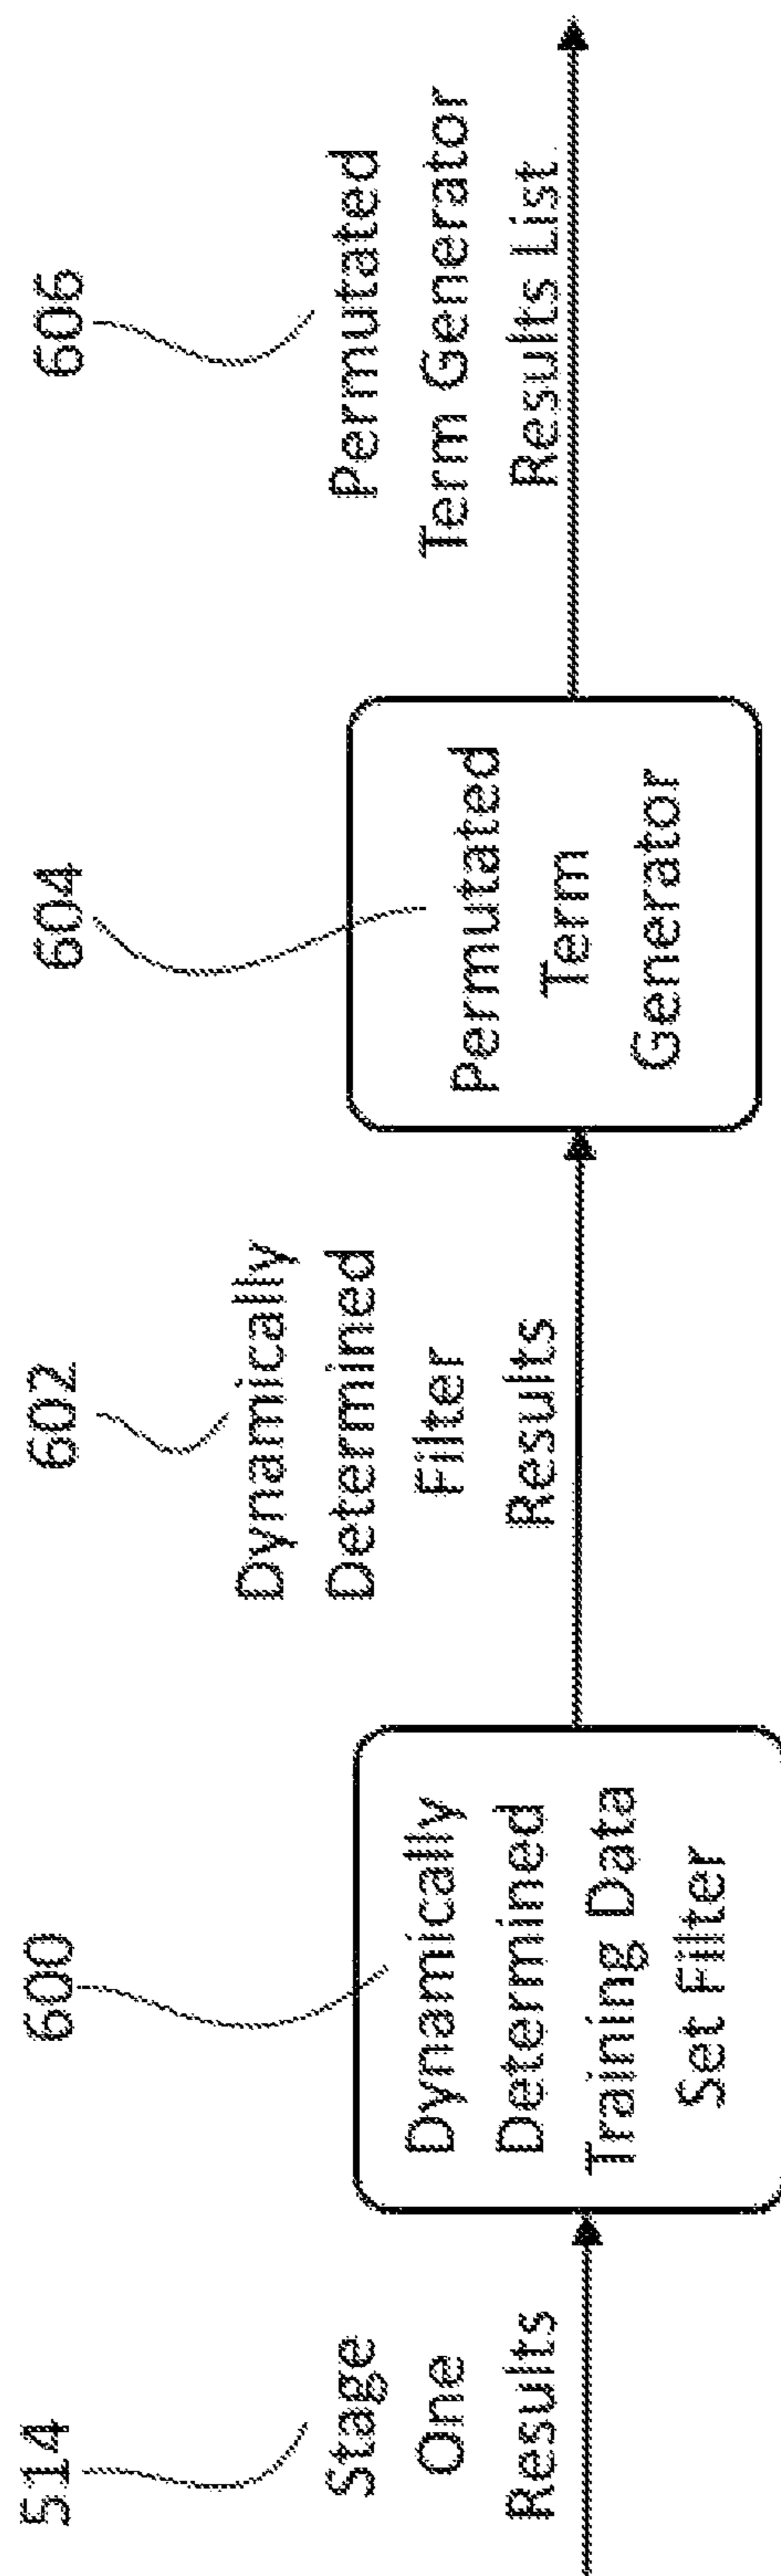 514
Stage
One
Results
600
Dynamically
Determined
Training Data
Set Filter
602
Dynamically
Determined
Filter
Results
604
Permutated
Term
Generator
606
Permutated
Term Generator
Results List